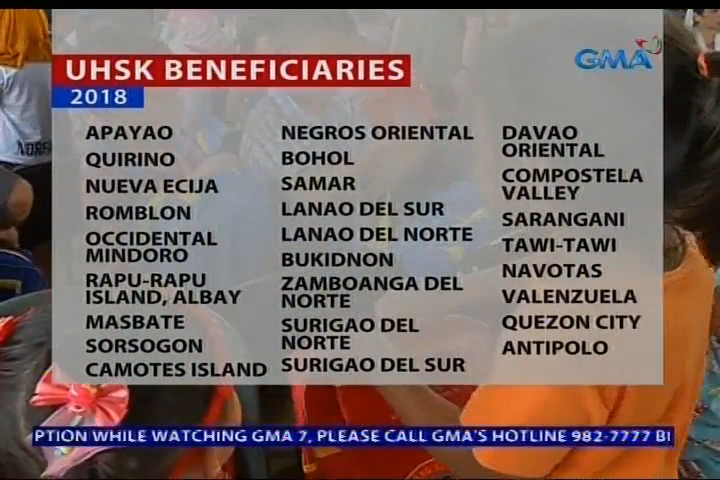 GMA
UHSK BENEFICIARIES
2018
APAYAO
QUIRINO
NUEVA ECIJA
ROMBLON
OCCIDENTAL
MINDORO
RAPU-RAPU
ISLAND, ALBAY
MASBATE
SORSOGON
CAMOTES ISLAND
NEGROS ORIENTAL
BOHOL
SAMAR
LANAO DEL SUR
LANAO DEL NORTE
BUKIDNON
ZAMBOANGA DEL
NORTE
SURIGAO DEL
NORTE
SURIGAO DEL SUR
DAVAO
ORIENTAL
COMPOSTELA
VALLEY
SARANGANI
TAWI-TAWI
NAVOTAS
VALENZUELA
QUEZON CITY
ANTIPOLO
PTION WHILE WATCHING GMA 7, PLEASE CALL GMA'S HOTLINE 982-7777 B